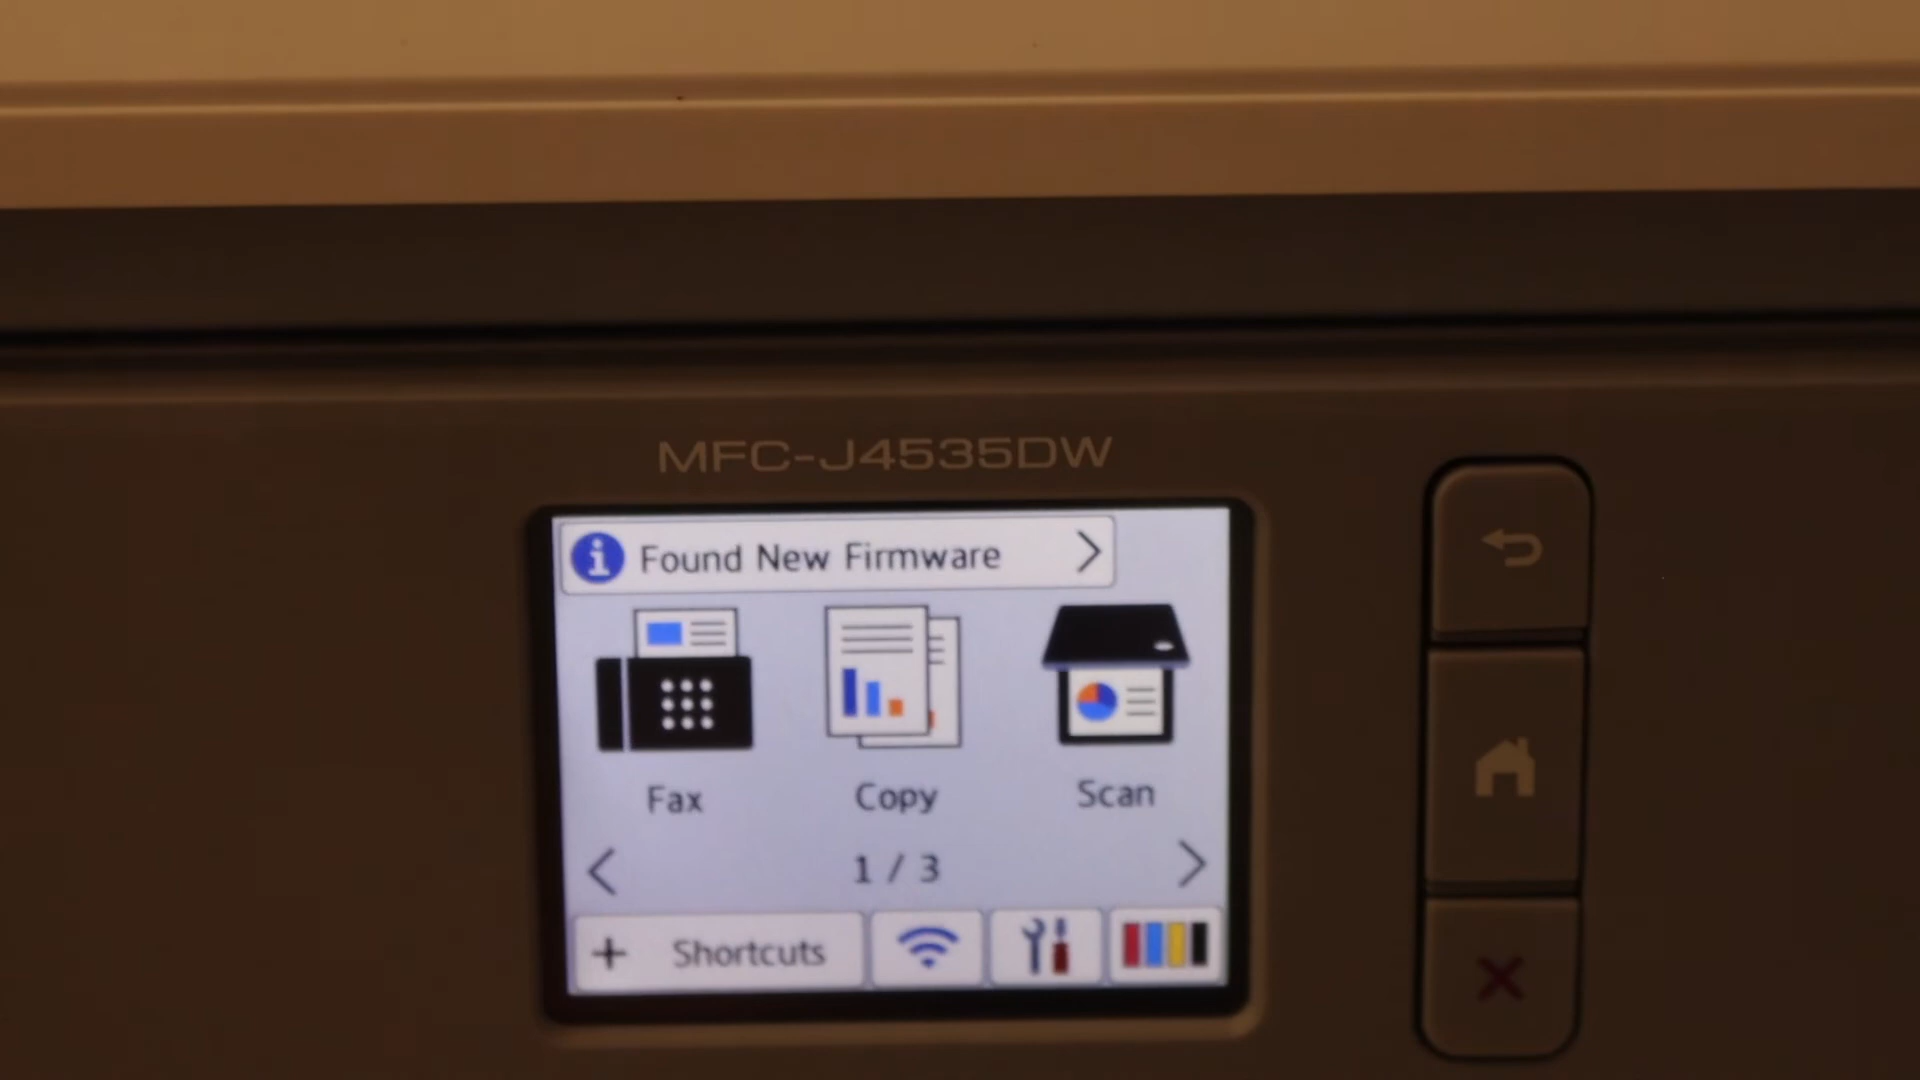 MFC-J4535DW
Found New Firmware
Fax Copy Scan
1 / 3
+ Shortcuts